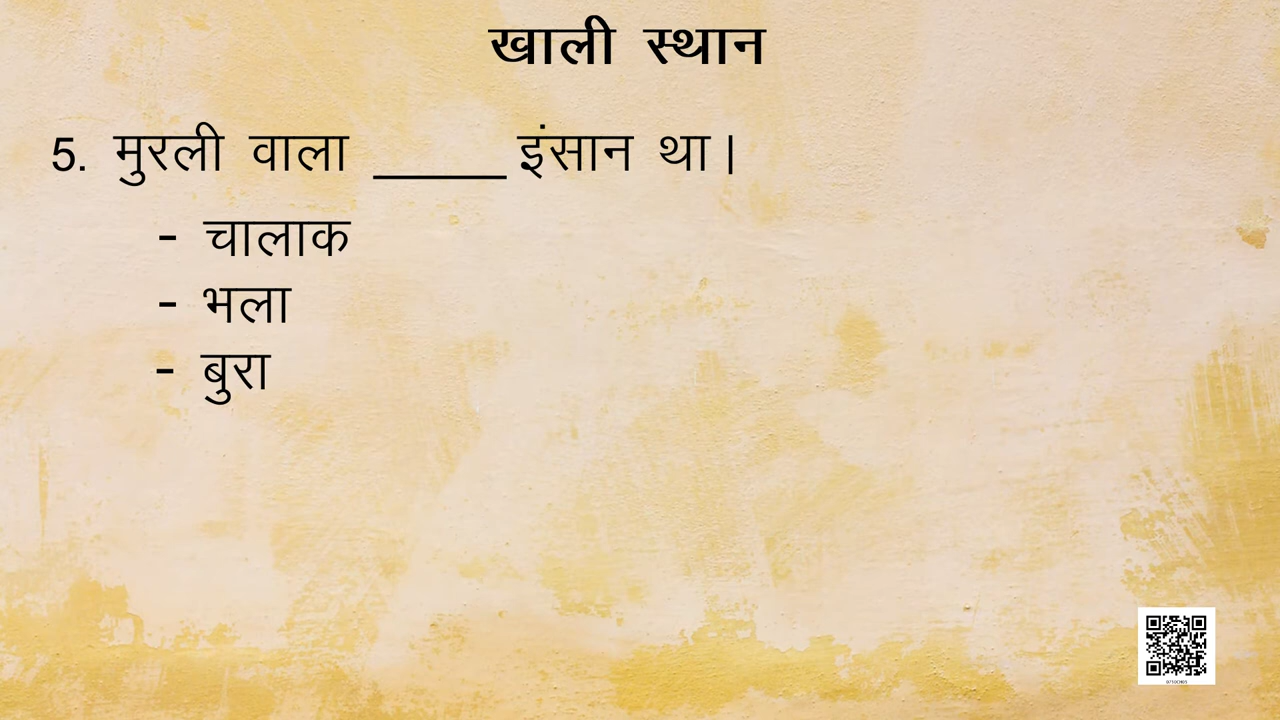 खाली स्थान
5. मुरली वाला _____ इंसान था।
- चालाक
- भला
- बुरा